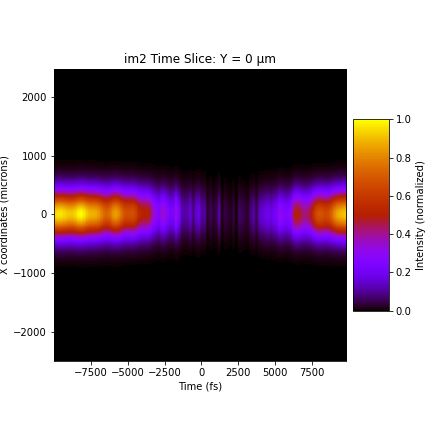 im2 Time Slice: Y = 0 μm
X coordinates (microns)
2000
1000
0
−1000
−2000
−7500 −5000 −2500 0 2500 5000 7500
Time (fs)
1.0
0.8
0.6
0.4
0.2
0.0
Intensity (normalized)